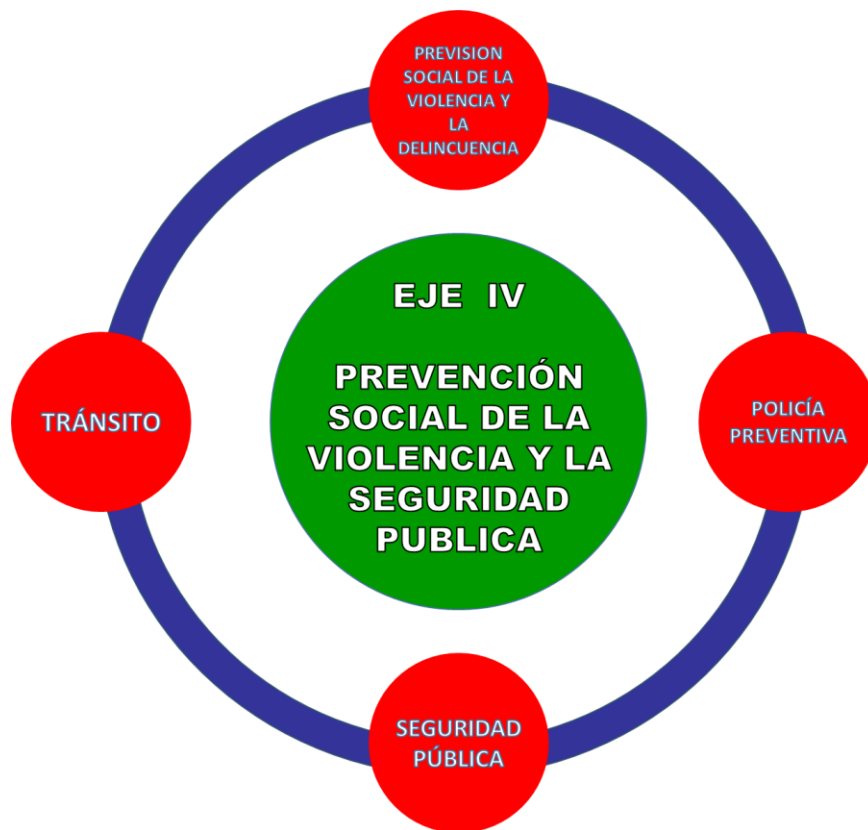 PREVISION
SOCIAL DE LA
VIOLENCIA Y
LA
DELINCUENCIA
EJE IV
PREVENCIÓN
SOCIAL DE LA
VIOLENCIA Y LA
SEGURIDAD
PUBLICA
TRÁNSITO
POLICÍA
PREVENTIVA
SEGURIDAD
PÚBLICA